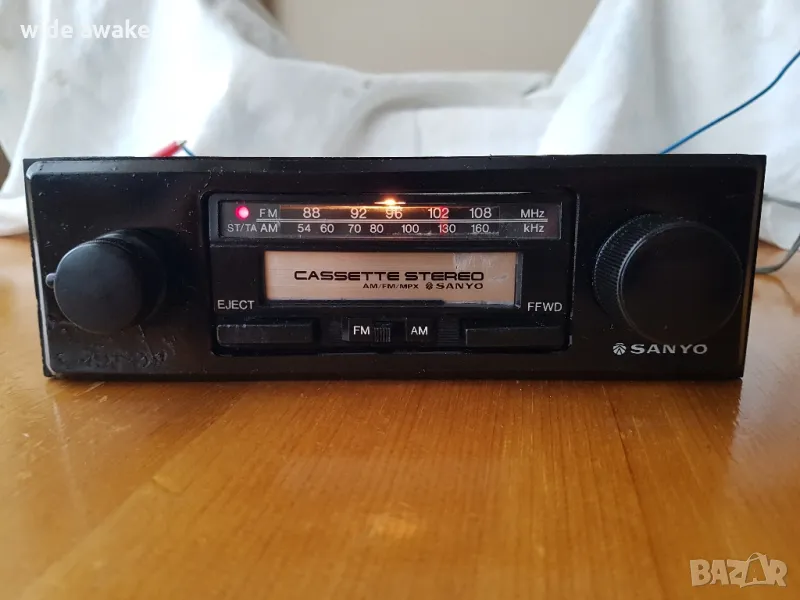 wide awake
FM 88 92 96 102 108 MHz
ST/TA AM 54 60 70 80 100 130 160 kHz
CASSETTE STEREO
AM/FM/MPX SANYO
EJECT
FFWD
FM AM
SANYO
BAZAR